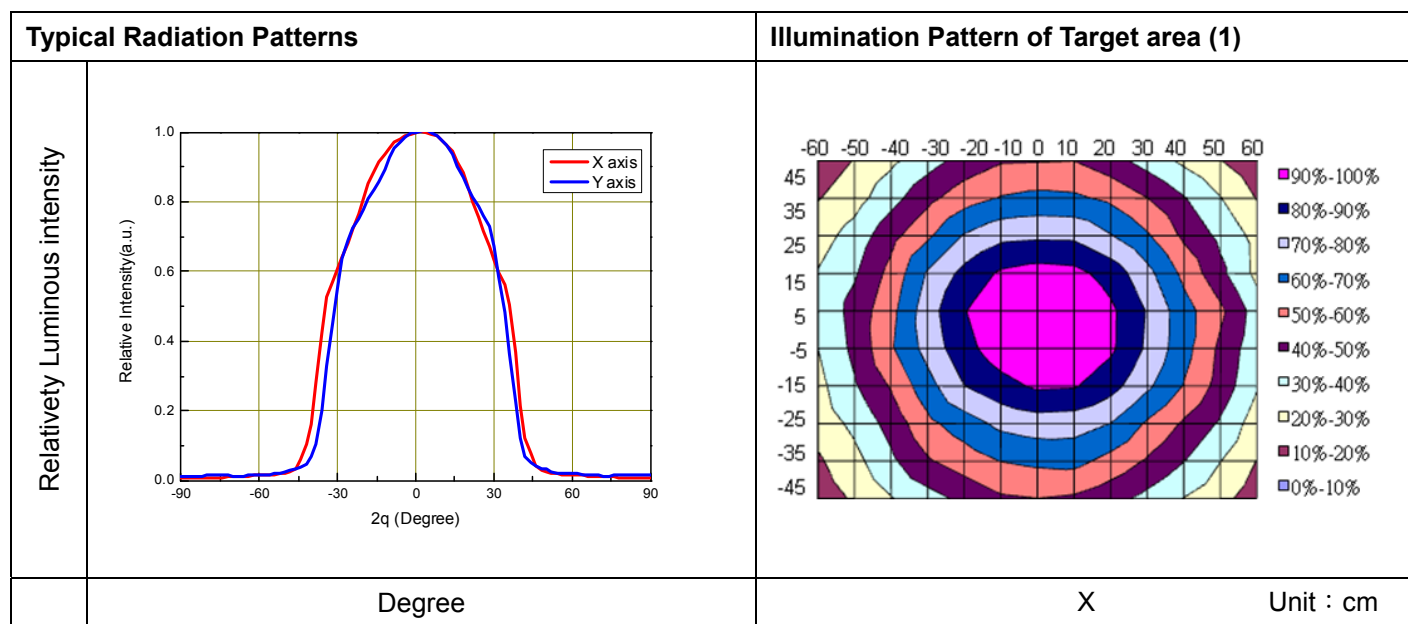 Typical Radiation Patterns
Illumination Pattern of Target area (1)
Relativety Luminous intensity
Relative Intensity(a.u.)
1.0
0.8
0.6
0.4
0.2
0.0
X axis
Y axis
-90 -60 -30 0 30 60 90
2q (Degree)
-60 -50 -40 -30 20 -10 0 10 20 30 40 50 60
45
35
25
15
5
-5
-15
-25
-35
-45
90%-100%
80%-90%
70%-80%
60%-70%
50%-60%
40%-50%
30%-40%
20%-30%
10%-20%
0%-10%
Degree
X Unit：cm